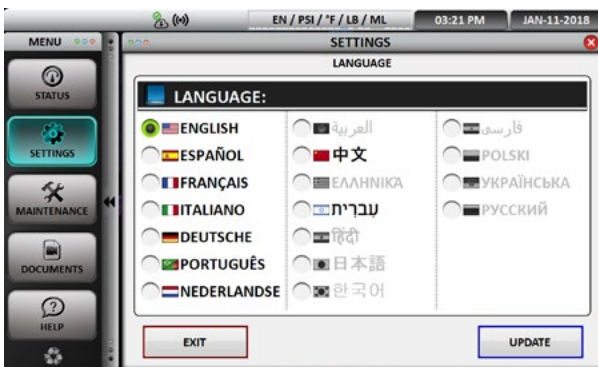 EN / PSI / °F / LB / ML
03:21 PM
JAN-11-2018
MENU
SETTINGS
LANGUAGE
STATUS
SETTINGS
MAINTENANCE
DOCUMENTS
HELP
LANGUAGE:
ENGLISH
ESPAÑOL
FRANÇAIS
ITALIANO
DEUTSCHE
PORTUGUÊS
NEDERLANDSE
العربية
中文
ΕΛΛΗΝΙΚΆ
עברית
हिंदी
日本語
한국어
فارسی
POLSKI
УКРАЇНСЬКА
РУССКИЙ
EXIT
UPDATE